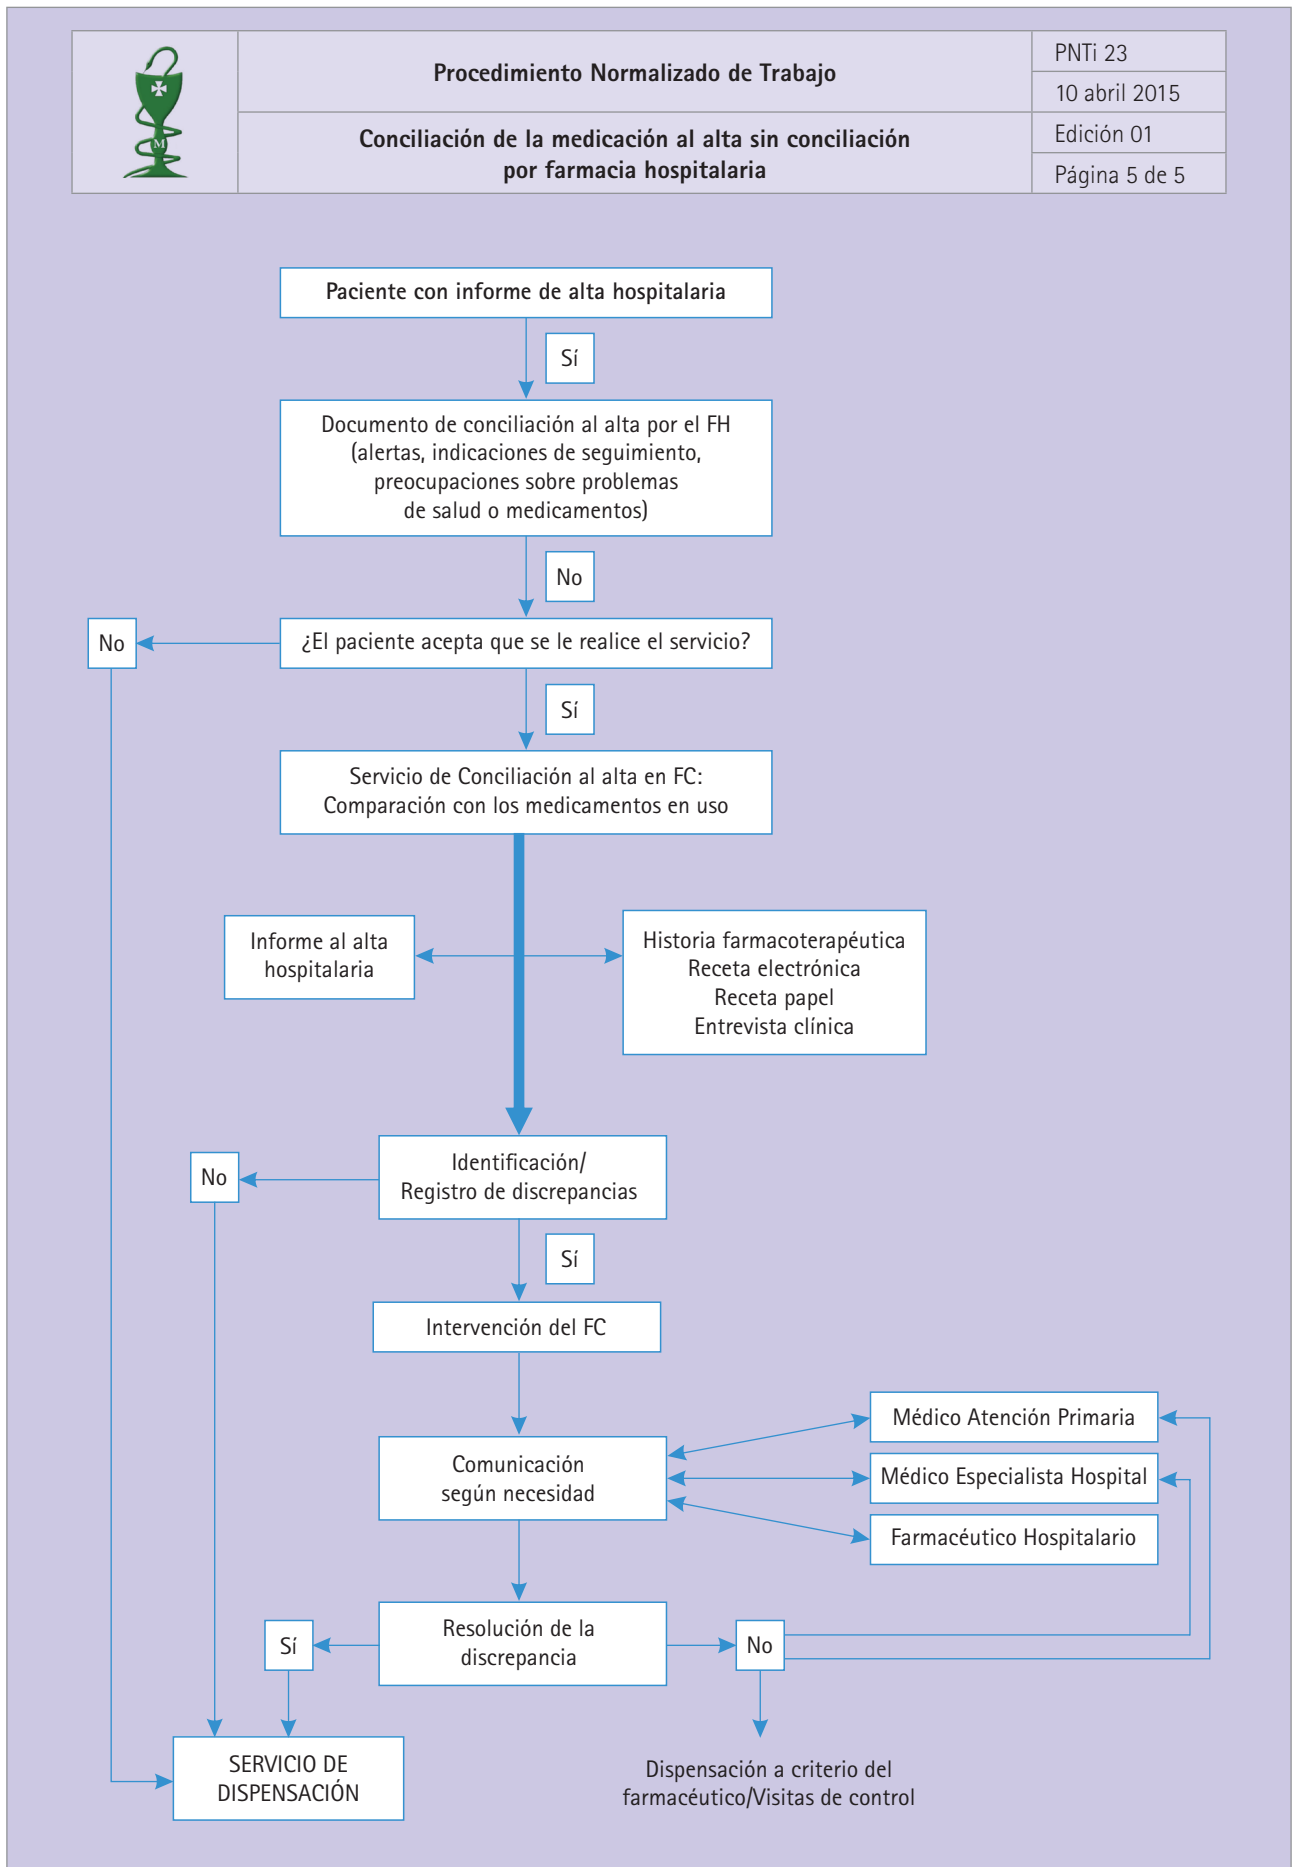 Procedimiento Normalizado de Trabajo
Conciliación de la medicación al alta sin conciliación
por farmacia hospitalaria
PNTi 23
10 abril 2015
Edición 01
Página 5 de 5
M
Paciente con informe de alta hospitalaria
Sí
Documento de conciliación al alta por el FH
(alertas, indicaciones de seguimiento,
preocupaciones sobre problemas
de salud o medicamentos)
No
No
¿El paciente acepta que se le realice el servicio?
Sí
Servicio de Conciliación al alta en FC:
Comparación con los medicamentos en uso
Informe al alta
hospitalaria
Historia farmacoterapéutica
Receta electrónica
Receta papel
Entrevista clínica
No
Identificación/
Registro de discrepancias
Sí
Intervención del FC
Comunicación
según necesidad
Médico Atención Primaria
Médico Especialista Hospital
Farmacéutico Hospitalario
Sí
Resolución de la
discrepancia
No
SERVICIO DE
DISPENSACIÓN
Dispensación a criterio del
farmacéutico/Visitas de control